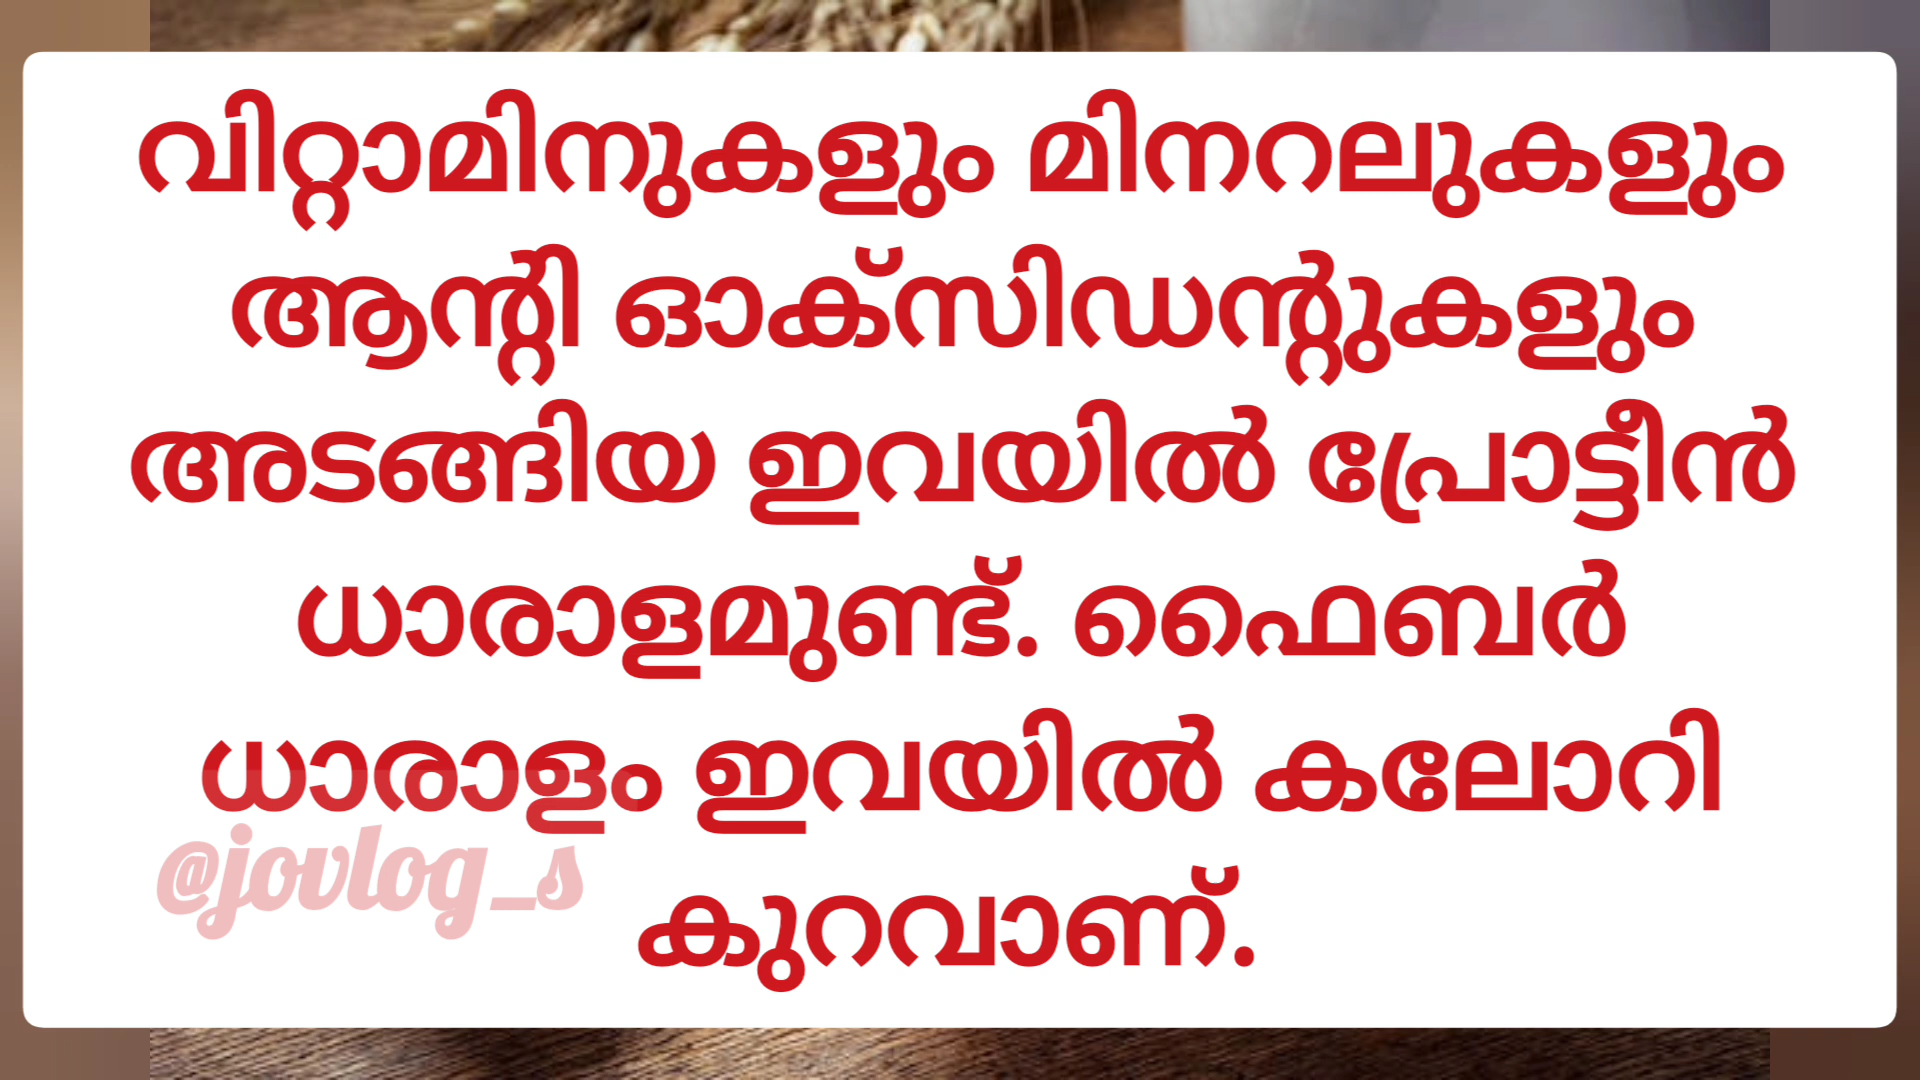 വിറ്റാമിനുകളും മിനറലുകളും
ആന്റി ഓക്സിഡന്റുകളും
അടങ്ങിയ ഇവയിൽ പ്രോട്ടീൻ
ധാരാളമുണ്ട്. ഫൈബർ
ധാരാളം ഇവയിൽ കലോറി
കുറവാണ്.
@jovlog_s